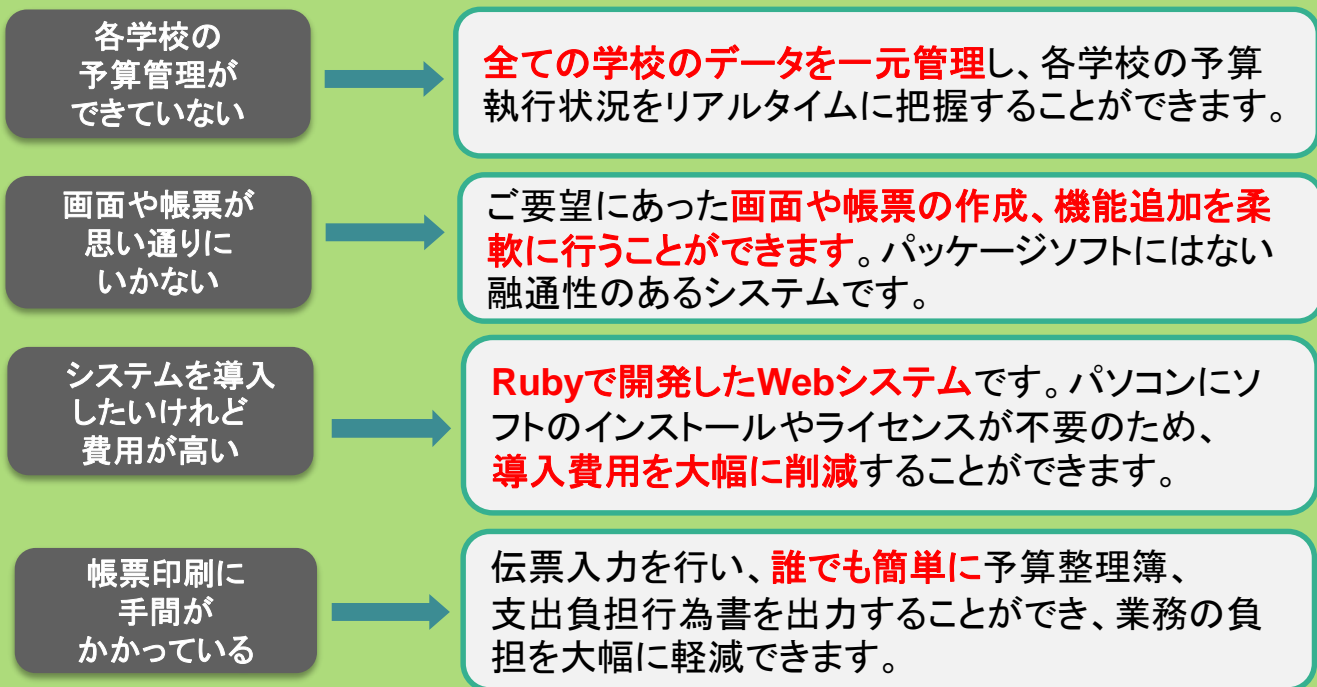 各学校の
予算管理が
できていない
全ての学校のデータを一元管理し、各学校の予算
執行状況をリアルタイムに把握することができます。
画面や帳票が
思い通りに
いかない
ご要望にあった画面や帳票の作成、機能追加を柔
軟に行うことができます。パッケージソフトにはない
融通性のあるシステムです。
システムを導入
したいけれど
費用が高い
Rubyで開発したWebシステムです。パソコンにソ
フトのインストールやライセンスが不要のため、
導入費用を大幅に削減することができます。
帳票印刷に
手間が
かかっている
伝票入力を行い、誰でも簡単に予算整理簿、
支出負担行為書を出力することができ、業務の負
担を大幅に軽減できます。